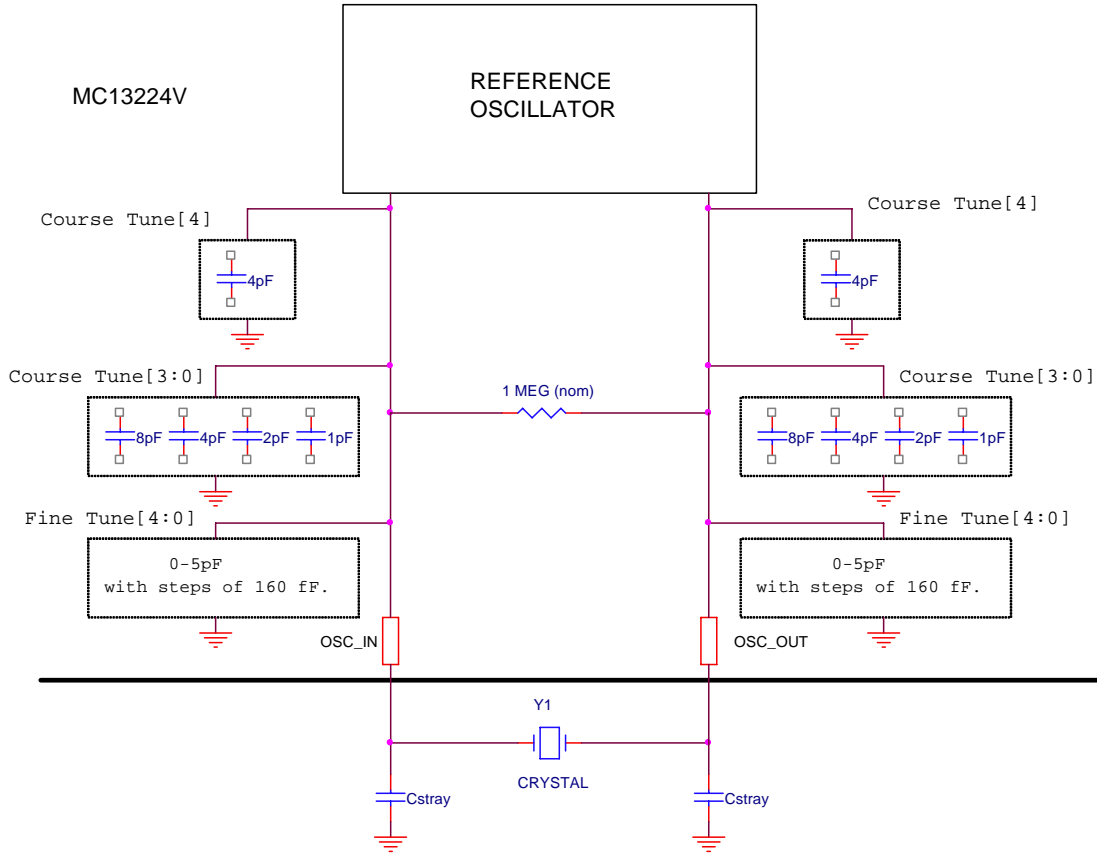 REFERENCE
OSCILLATOR
MC13224V
Course Tune[4]
Course Tune[4]
4pF
4pF
Course Tune[3:0]
Course Tune[3:0]
1 MEG (nom)
8pF 4pF 2pF 1pF
8pF 4pF 2pF 1pF
Fine Tune[4:0]
Fine Tune[4:0]
0-5pF
with steps of 160 fF.
0-5pF
with steps of 160 fF.
OSC_IN
OSC_OUT
Y1
CRYSTAL
Cstray
Cstray